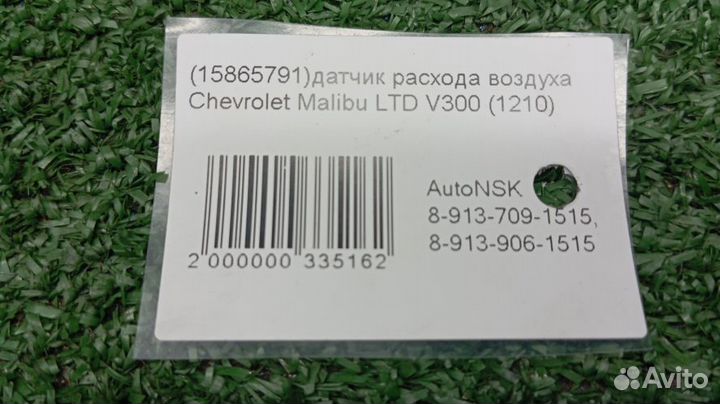 (15865791)датчик расхода воздуха
Chevrolet Malibu LTD V300 (1210)
2 000000 335162
AutoNSK
8-913-709-1515,
8-913-906-1515
Avito